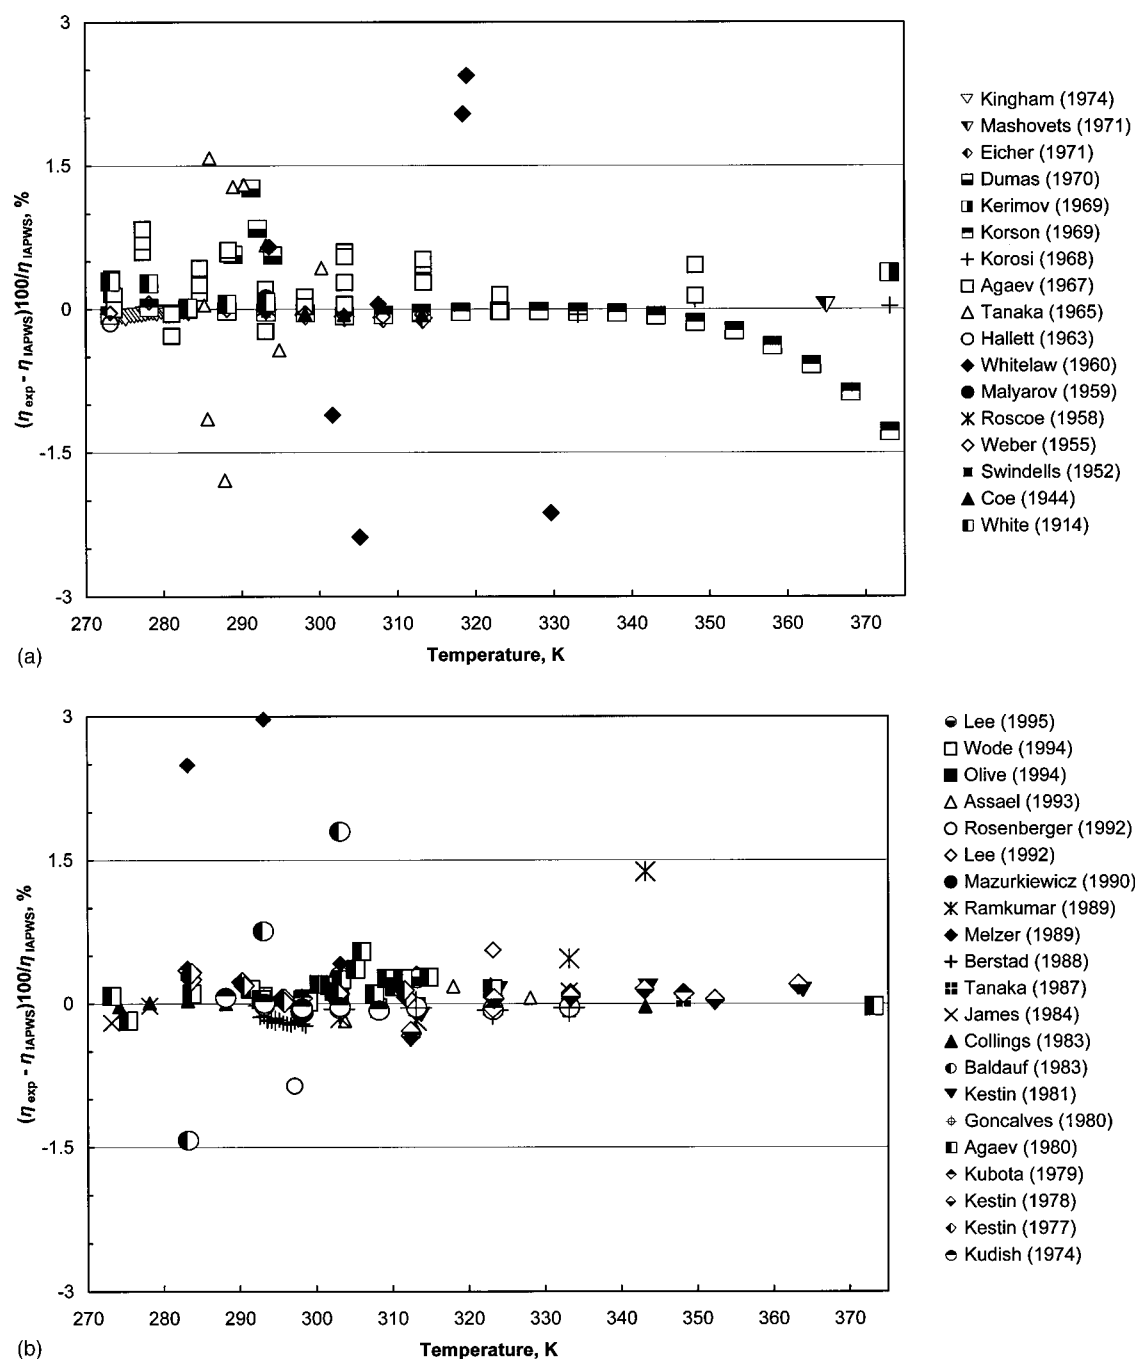 3
1.5
0
-1.5
-3
(η exp - η IAPWS)100/η IAPWS, %
270 280 290 300 310 320 330 340 350 360 370
Temperature, K
(a)
Kingham (1974)
Mashovets (1971)
Eicher (1971)
Dumas (1970)
Kerimov (1969)
Korson (1969)
Korosi (1968)
Agaev (1967)
Tanaka (1965)
Hallett (1963)
Whitelaw (1960)
Malyarov (1959)
Roscoe (1958)
Weber (1955)
Swindells (1952)
Coe (1944)
White (1914)
3
1.5
0
-1.5
-3
(η exp - η IAPWS)100/η IAPWS, %
270 280 290 300 310 320 330 340 350 360 370
Temperature, K
(b)
Lee (1995)
Wode (1994)
Olive (1994)
Assael (1993)
Rosenberger (1992)
Lee (1992)
Mazurkiewicz (1990)
Ramkumar (1989)
Melzer (1989)
Berstad (1988)
Tanaka (1987)
James (1984)
Collings (1983)
Baldauf (1983)
Kestin (1981)
Goncalves (1980)
Agaev (1980)
Kubota (1979)
Kestin (1978)
Kestin (1977)
Kudish (1974)